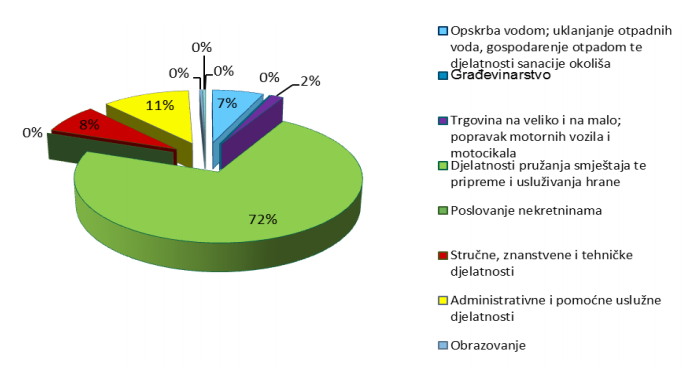 0%
0%
0%
0%
2%
7%
11%
8%
0%
72%
Opskrba vodom; uklanjanje otpadnih
voda, gospodarenje otpadom te
djelatnosti sanacije okoliša
Građevinarstvo
Trgovina na veliko i na malo;
popravak motornih vozila i
motocikala
Djelatnosti pružanja smještaja te
pripreme i usluživanja hrane
Poslovanje nekretninama
Stručne, znanstvene i tehničke
djelatnosti
Administrativne i pomoćne uslužne
djelatnosti
Obrazovanje